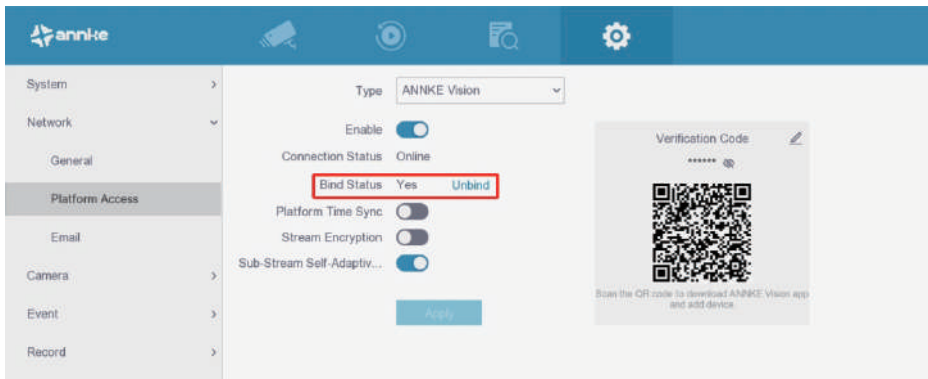 annke
System
Network
General
Platform Access
Email
Camera
Event
Record
Type ANNKE Vision
Enable
Connection Status Online
Bind Status Yes Unbind
Platform Time Sync
Stream Encryption
Sub-Stream Self-Adaptiv...
Apply
Verification Code
******
Scan the QR code to download ANNKE Vision app
and add device.